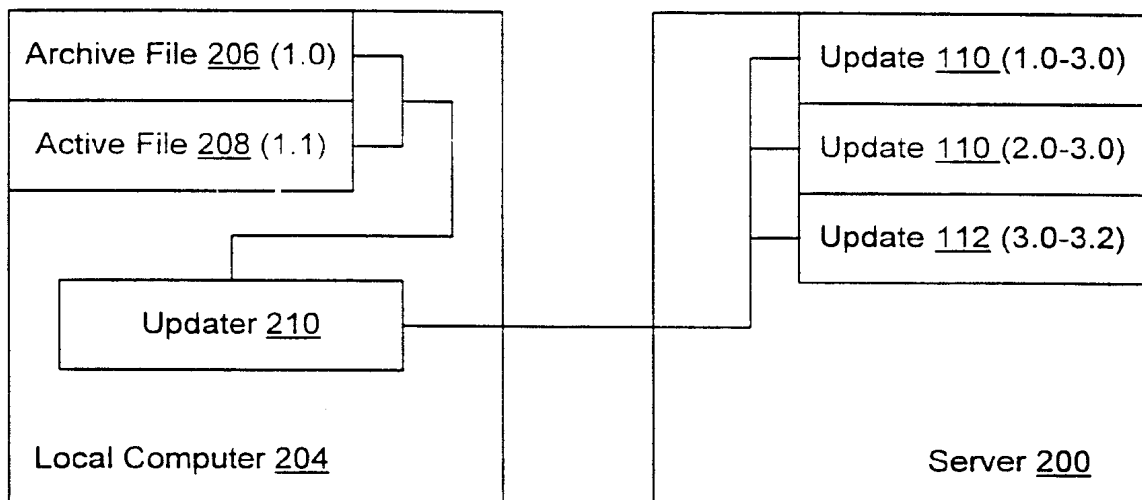 Archive File 206 (1.0)
Active File 208 (1.1)
Updater 210
Local Computer 204
Update 110 (1.0-3.0)
Update 110 (2.0-3.0)
Update 112 (3.0-3.2)
Server 200